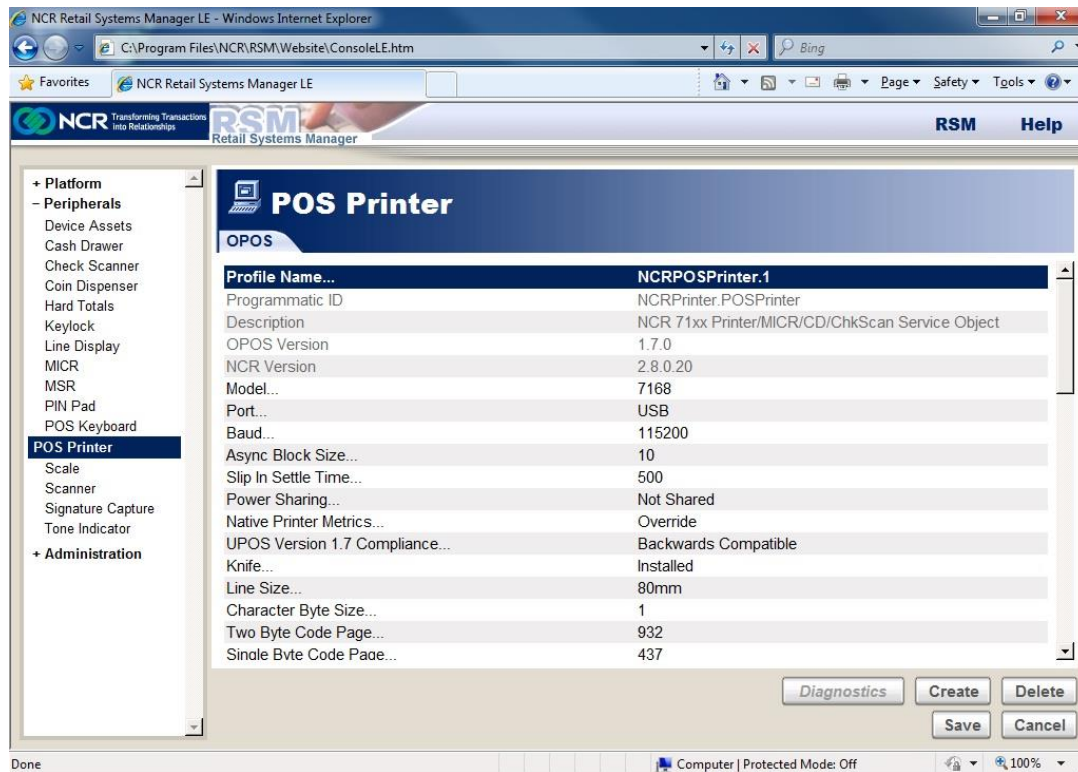 NCR Retail Systems Manager LE - Windows Internet Explorer
C:\Program Files\NCR\RSM\Website\ConsoleLE.htm
Bing
Favorites
NCR Retail Systems Manager LE
Page
Safety
Tools
NCR Transforming Transactions into Relationships
RSM
Retail Systems Manager
RSM
Help
+ Platform
– Peripherals
Device Assets
Cash Drawer
Check Scanner
Coin Dispenser
Hard Totals
Keylock
Line Display
MICR
MSR
PIN Pad
POS Keyboard
POS Printer
Scale
Scanner
Signature Capture
Tone Indicator
+ Administration
POS Printer
OPOS
Profile Name... NCRPOSPrinter.1
Programmatic ID NCRPrinter.POSPrinter
Description NCR 71xx Printer/MICR/CD/ChkScan Service Object
OPOS Version 1.7.0
NCR Version 2.8.0.20
Model... 7168
Port... USB
Baud... 115200
Async Block Size... 10
Slip In Settle Time... 500
Power Sharing... Not Shared
Native Printer Metrics... Override
UPOS Version 1.7 Compliance... Backwards Compatible
Knife... Installed
Line Size... 80mm
Character Byte Size... 1
Two Byte Code Page... 932
Single Byte Code Page... 437
Diagnostics
Create
Delete
Save
Cancel
Done
Computer | Protected Mode: Off
100%